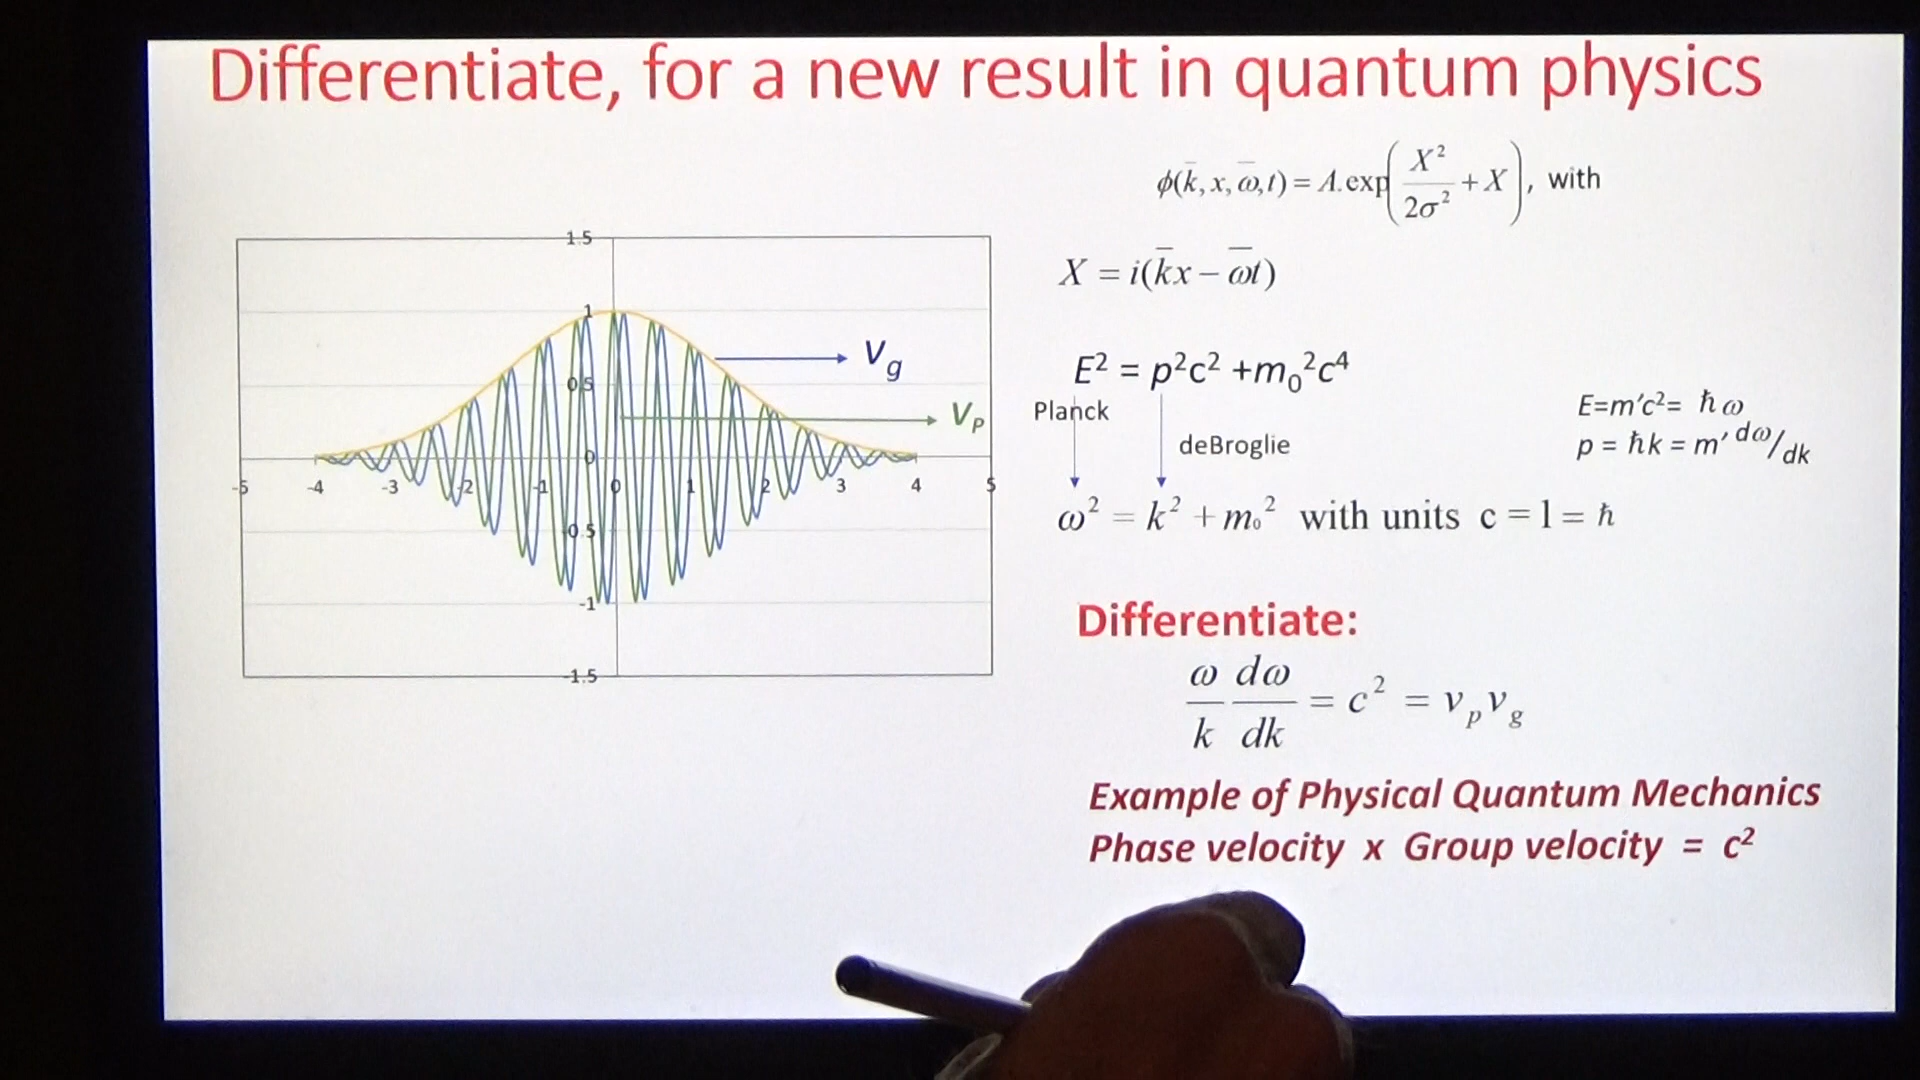 Differentiate, for a new result in quantum physics
ϕ(k̅, x, ω̅, t) = A.exp(X²/2σ² + X), with
X = i(k̅x − ω̅t)
E² = p²c² +m₀²c⁴
Planck
deBroglie
E=m′c²= ℏω
p = ℏk = m′ dω/dk
ω² = k² + m₀² with units c = 1 = ℏ
Differentiate:
ω/k dω/dk = c² = vₚv_g
Example of Physical Quantum Mechanics
Phase velocity x Group velocity = c²
1.5
1
0.5
0
-0.5
-1
-1.5
-5 -4 -3 -2 -1 0 1 2 3 4 5
V_g
V_P